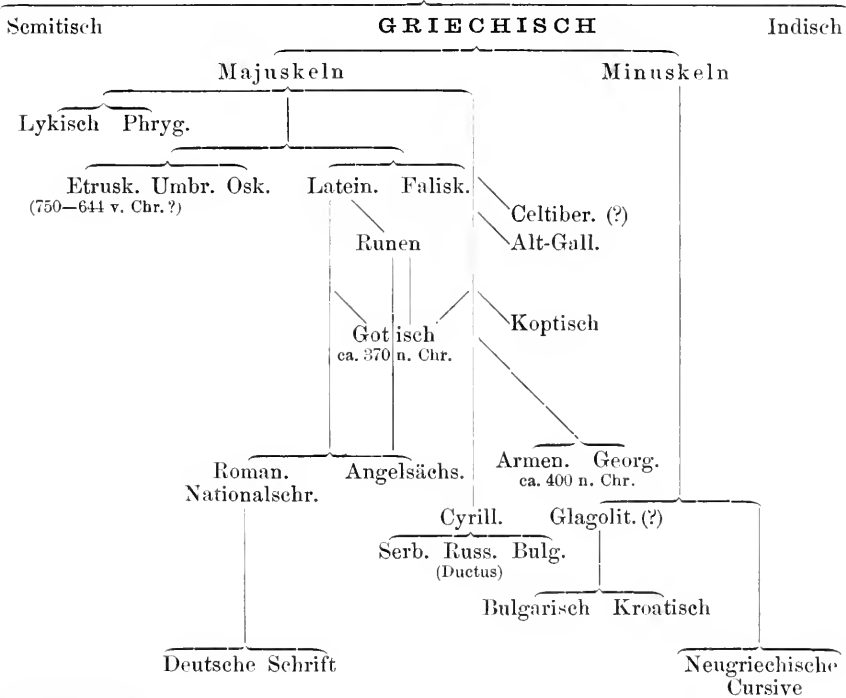 Semitisch GRIECHISCH Indisch
Majuskeln Minuskeln
Lykisch Phryg.
Etrusk. Umbr. Osk. Latein. Falisk.
(750—644 v. Chr.?)
Celtiber. (?)
Runen Alt-Gall.
Koptisch
Gotisch
ca. 370 n. Chr.
Armen. Georg.
ca. 400 n. Chr.
Roman. Angelsächs.
Nationalschr.
Cyrill. Glagolit. (?)
Serb. Russ. Bulg.
(Ductus)
Bulgarisch Kroatisch
Deutsche Schrift Neugriechische
Cursive